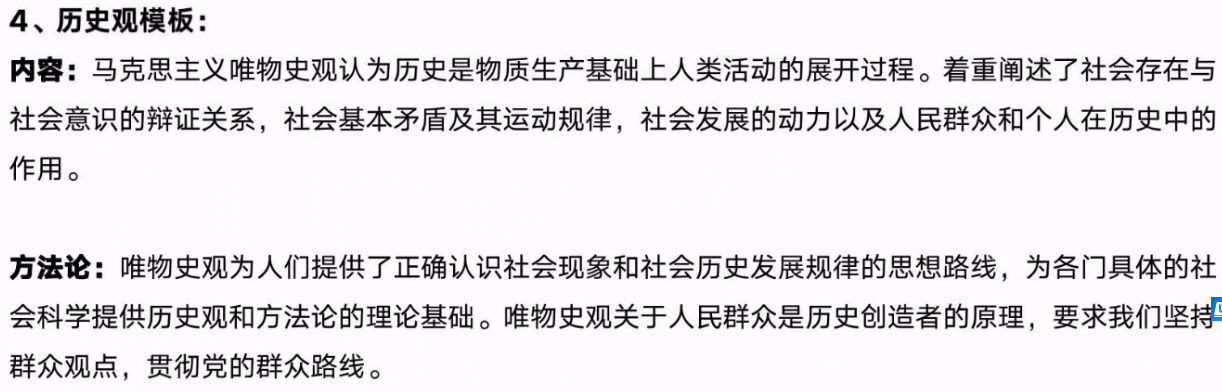 4、历史观模板：
内容：马克思主义唯物史观认为历史是物质生产基础上人类活动的展开过程。着重阐述了社会存在与
社会意识的辩证关系，社会基本矛盾及其运动规律，社会发展的动力以及人民群众和个人在历史中的
作用。
方法论：唯物史观为人们提供了正确认识社会现象和社会历史发展规律的思想路线，为各门具体的社
会科学提供历史观和方法论的理论基础。唯物史观关于人民群众是历史创造者的原理，要求我们坚持
群众观点，贯彻党的群众路线。